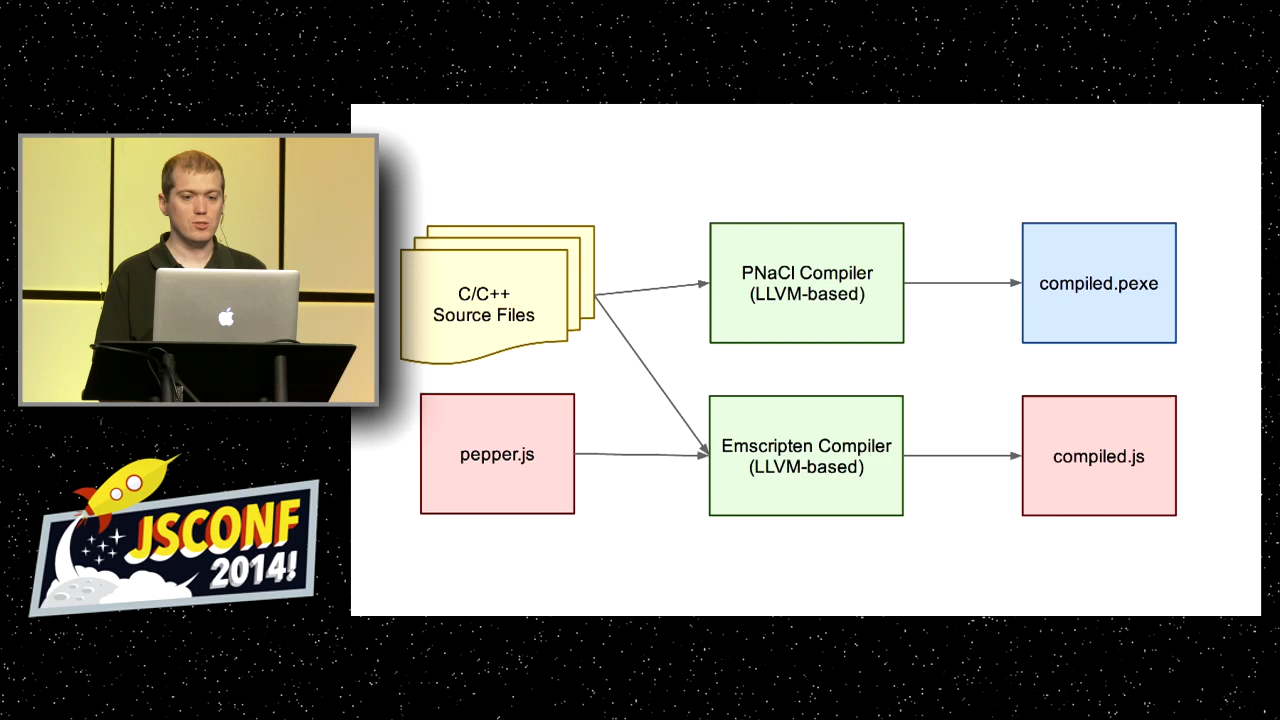 C/C++
Source Files
PNaCl Compiler
(LLVM-based)
compiled.pexe
pepper.js
Emscripten Compiler
(LLVM-based)
compiled.js
JSCONF
2014!